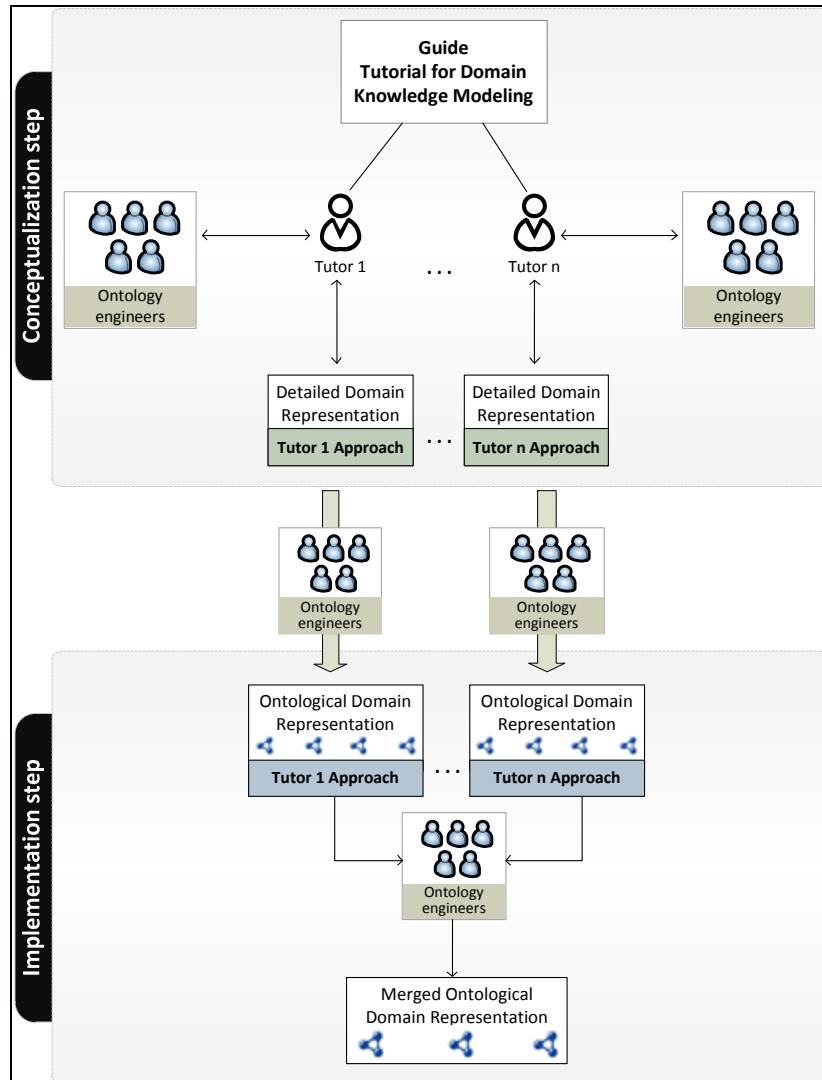 Guide
Tutorial for Domain
Knowledge Modeling
Conceptualization step
Ontology
engineers
Tutor 1
...
Tutor n
Ontology
engineers
Detailed Domain
Representation
Tutor 1 Approach
...
Detailed Domain
Representation
Tutor n Approach
Ontology
engineers
Ontology
engineers
Implementation step
Ontological Domain
Representation
Tutor 1 Approach
...
Ontological Domain
Representation
Tutor n Approach
Ontology
engineers
Merged Ontological
Domain Representation